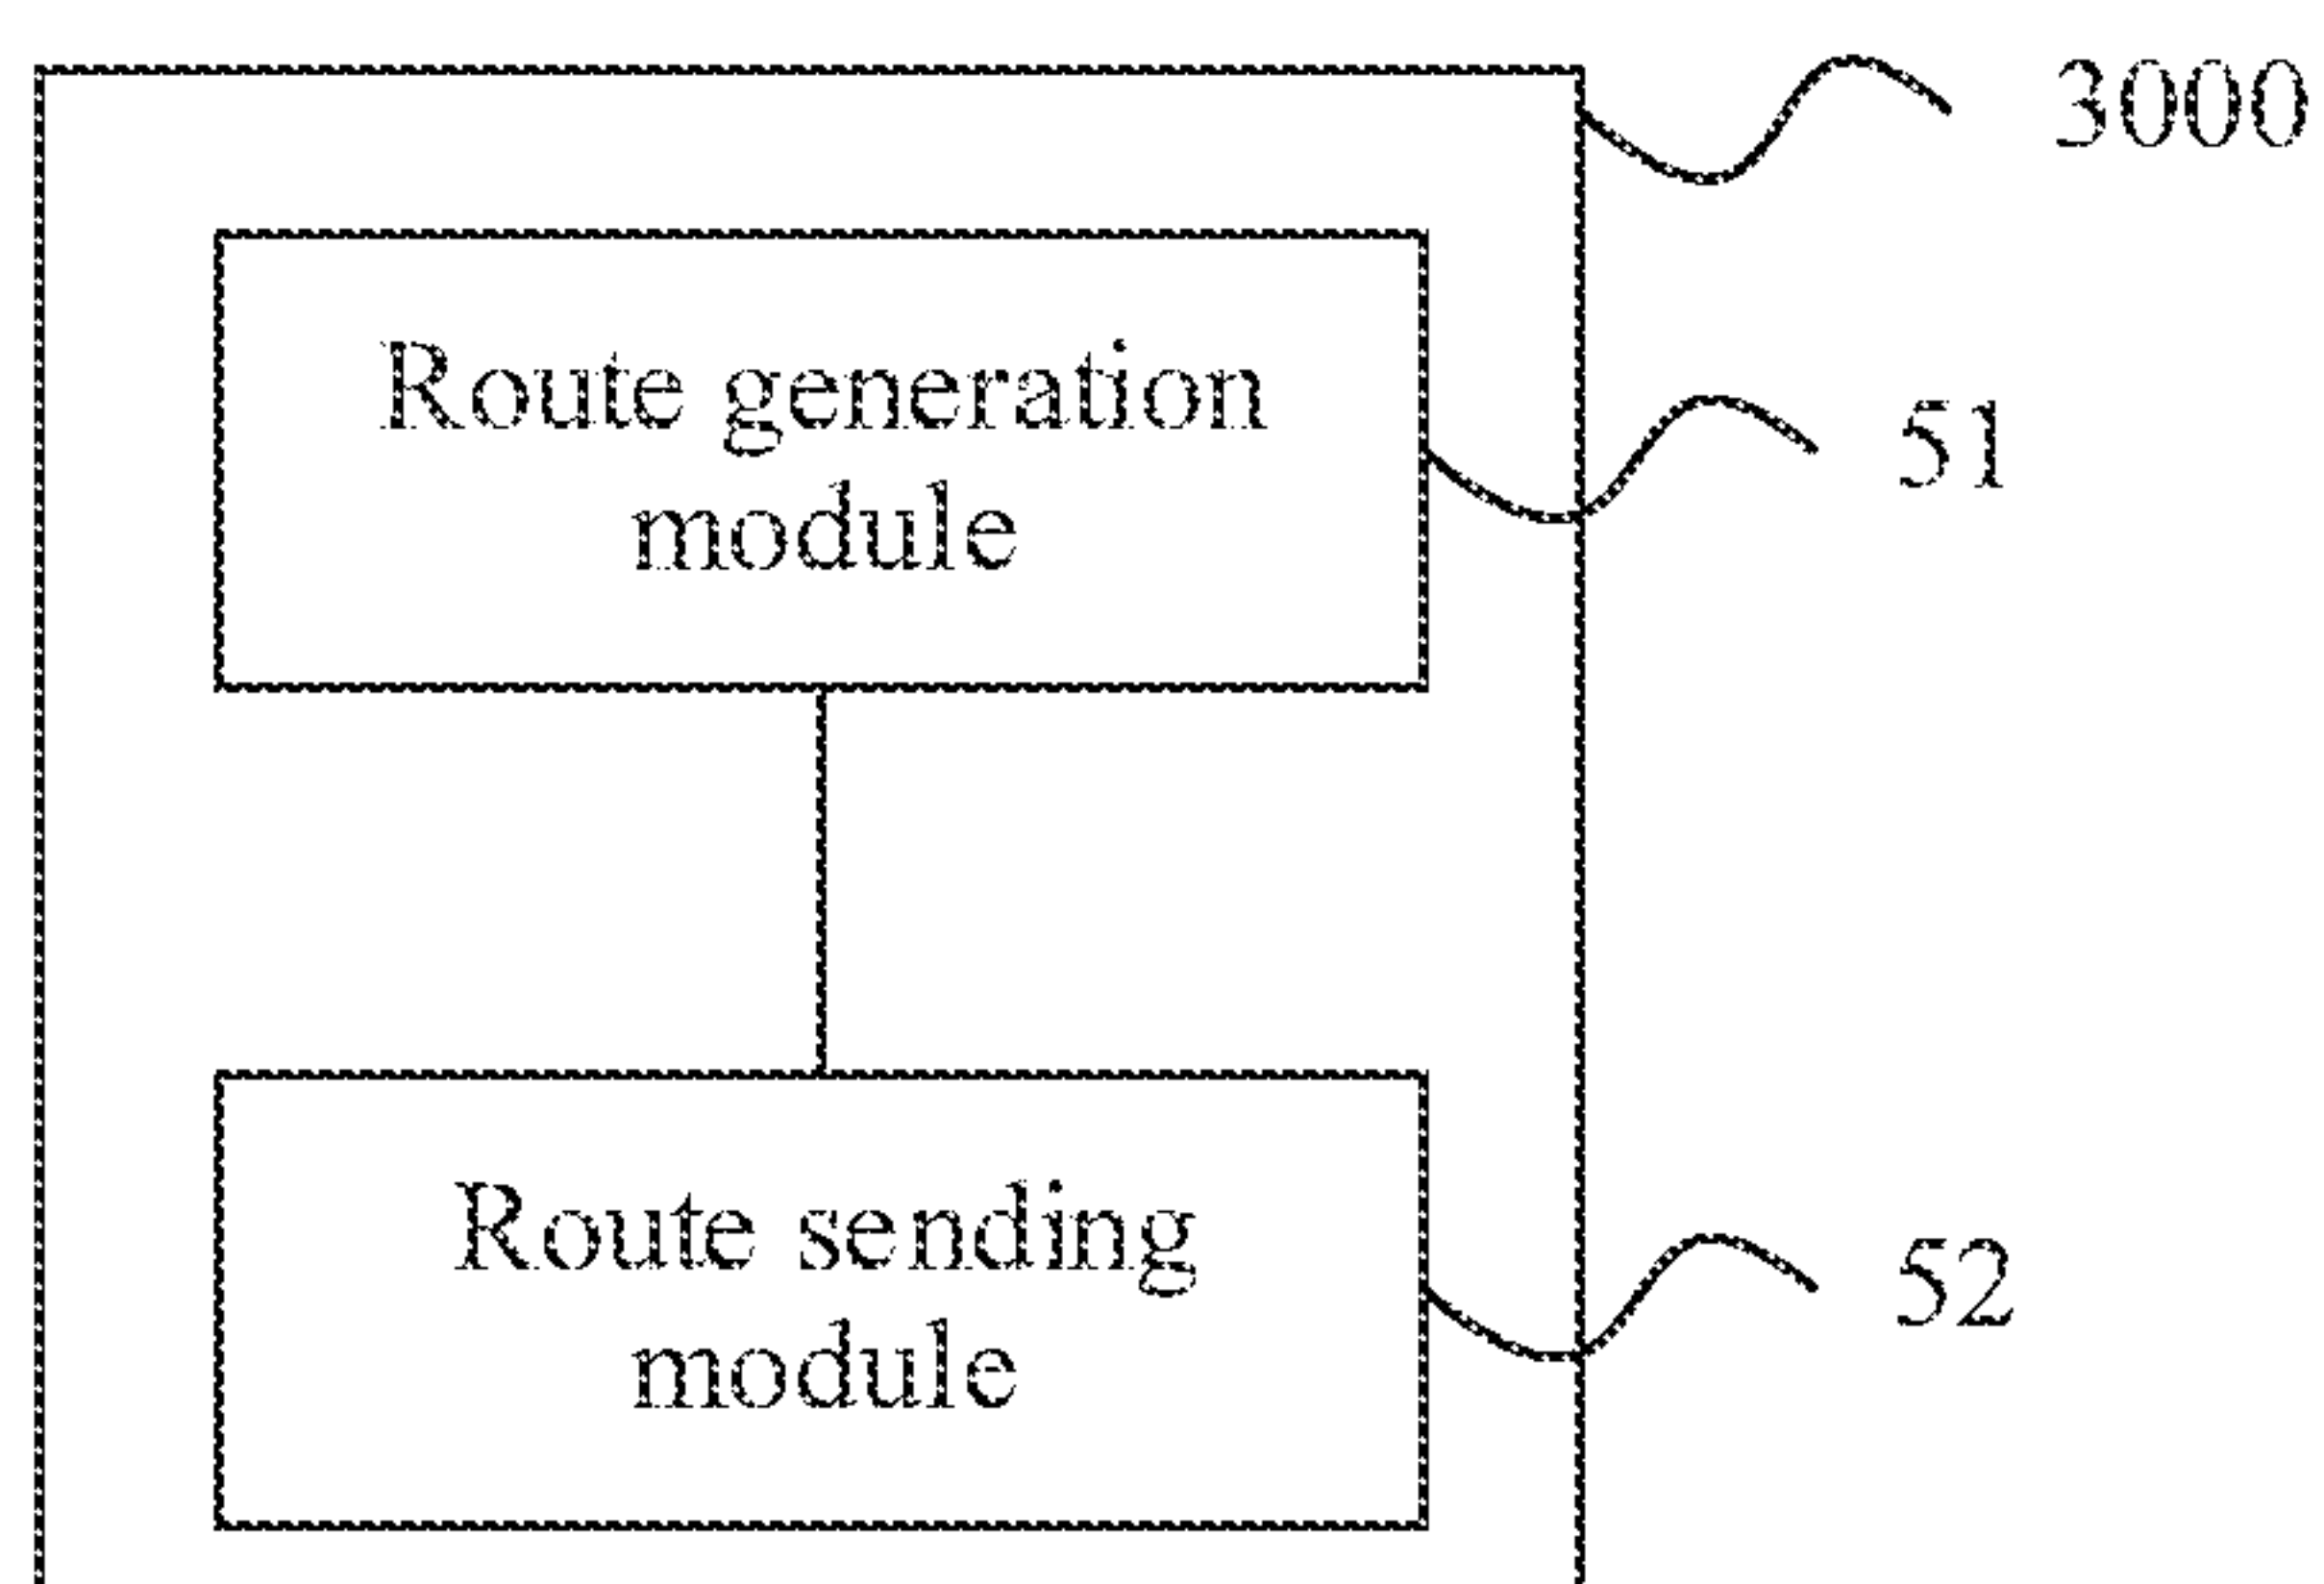 3000
Route generation
module
51
Route sending
module
52